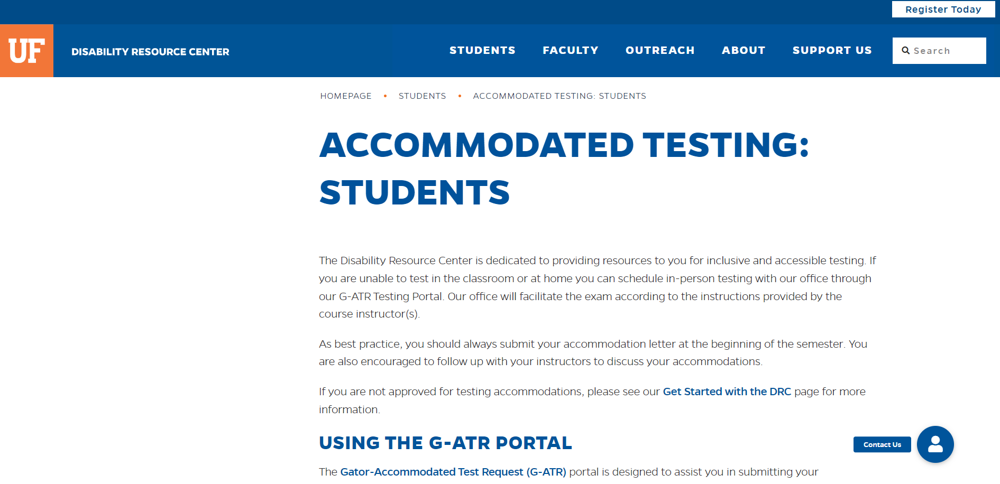 Register Today
UF
DISABILITY RESOURCE CENTER
STUDENTS FACULTY OUTREACH ABOUT SUPPORT US Search
HOMEPAGE • STUDENTS • ACCOMMODATED TESTING: STUDENTS
ACCOMMODATED TESTING:
STUDENTS
The Disability Resource Center is dedicated to providing resources to you for inclusive and accessible testing. If
you are unable to test in the classroom or at home you can schedule in-person testing with our office through
our G-ATR Testing Portal. Our office will facilitate the exam according to the instructions provided by the
course instructor(s).
As best practice, you should always submit your accommodation letter at the beginning of the semester. You
are also encouraged to follow up with your instructors to discuss your accommodations.
If you are not approved for testing accommodations, please see our Get Started with the DRC page for more
information.
USING THE G-ATR PORTAL
Contact Us
The Gator-Accommodated Test Request (G-ATR) portal is designed to assist you in submitting your